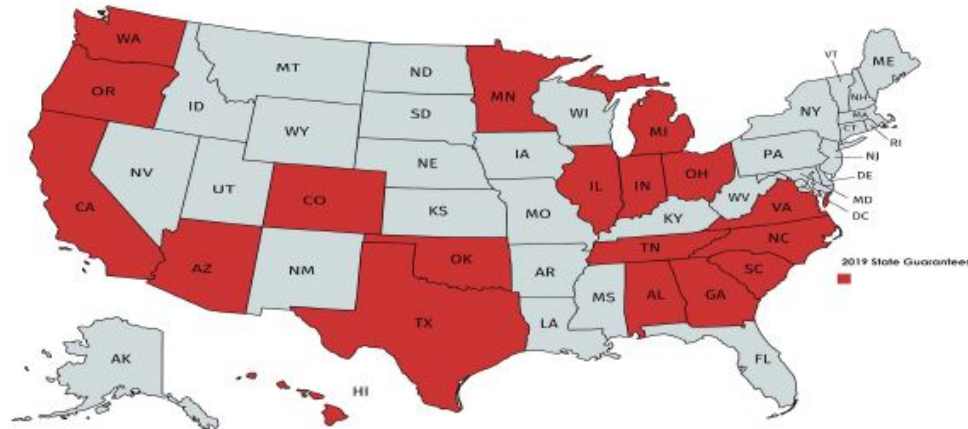 WA
MT
ND
MN
VT
ME
OR
ID
SD
WI
NY
NH
MA
WY
MI
CT
RI
IA
PA
NJ
NV
NE
IL
IN
OH
DE
UT
WV
MD
CA
CO
KS
MO
KY
VA
DC
TN
NC
AZ
NM
OK
AR
SC
2019 State Guarantees
MS
AL
GA
TX
LA
AK
FL
HI